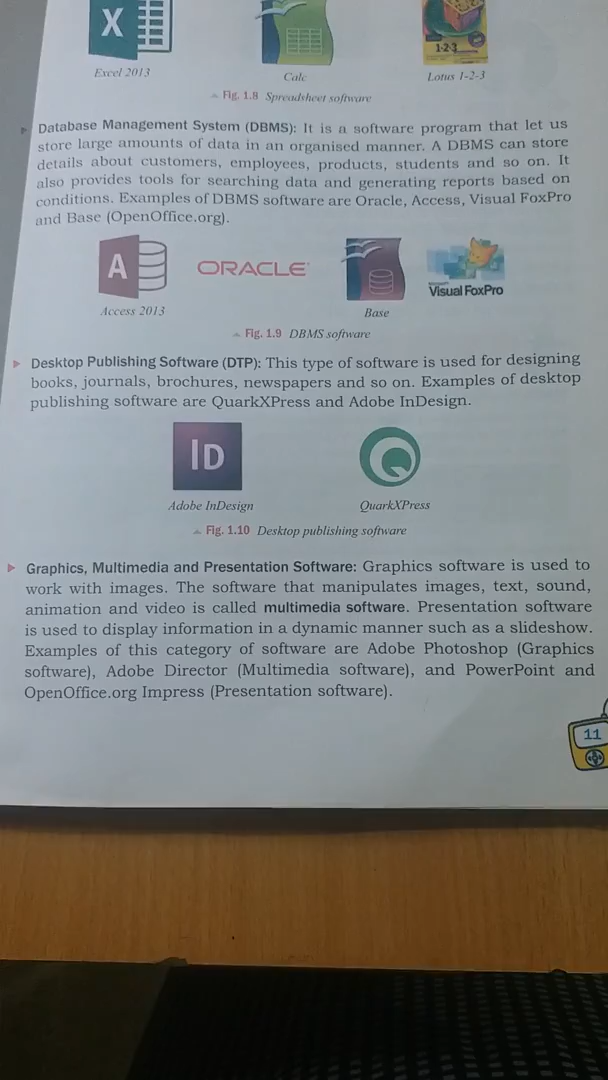 X
1-2-3
Excel 2013
Calc
Lotus 1-2-3
Fig. 1.8 Spreadsheet software
Database Management System (DBMS): It is a software program that let us
store large amounts of data in an organised manner. A DBMS can store
details about customers, employees, products, students and so on. It
also provides tools for searching data and generating reports based on
conditions. Examples of DBMS software are Oracle, Access, Visual FoxPro
and Base (OpenOffice.org).
A
ORACLE
Visual FoxPro
Access 2013
Base
Fig. 1.9 DBMS software
Desktop Publishing Software (DTP): This type of software is used for designing
books, journals, brochures, newspapers and so on. Examples of desktop
publishing software are QuarkXPress and Adobe InDesign.
ID
Adobe InDesign
QuarkXPress
Fig. 1.10 Desktop publishing software
Graphics, Multimedia and Presentation Software: Graphics software is used to
work with images. The software that manipulates images, text, sound,
animation and video is called multimedia software. Presentation software
is used to display information in a dynamic manner such as a slideshow.
Examples of this category of software are Adobe Photoshop (Graphics
software), Adobe Director (Multimedia software), and PowerPoint and
OpenOffice.org Impress (Presentation software).
11